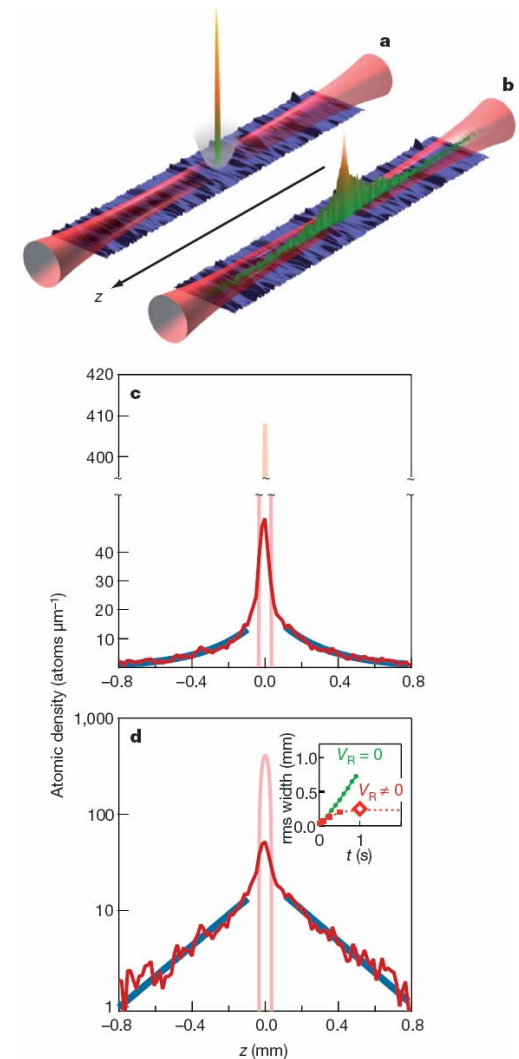 a
b
z
420
c
410
400
~ ~ ~ ~
40
30
20
10
−0.8 −0.4 0.0 0.4 0.8
Atomic density (atoms μm⁻¹)
1,000
d
100
10
1
rms width (mm)
1.0
0.5
0.0
V_R = 0
V_R ≠ 0
0 1
t (s)
−0.8 −0.4 0.0 0.4 0.8
z (mm)